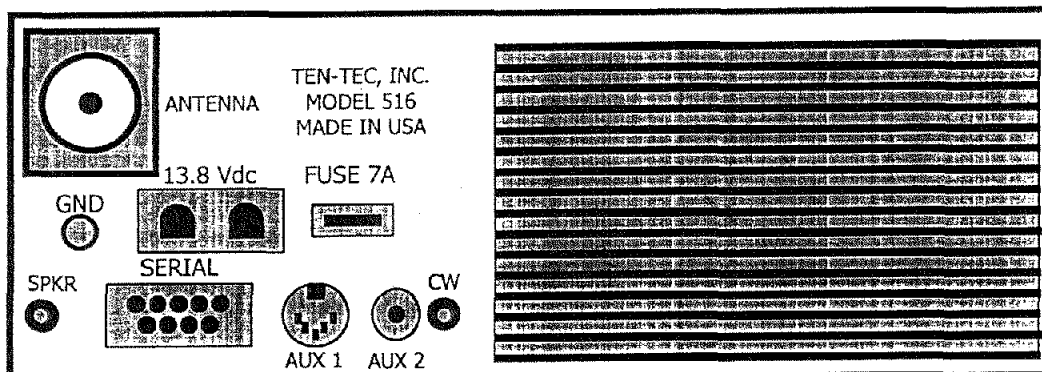 ANTENNA
TEN-TEC, INC.
MODEL 516
MADE IN USA
13.8 Vdc
FUSE 7A
GND
SERIAL
SPKR
CW
AUX 1
AUX 2